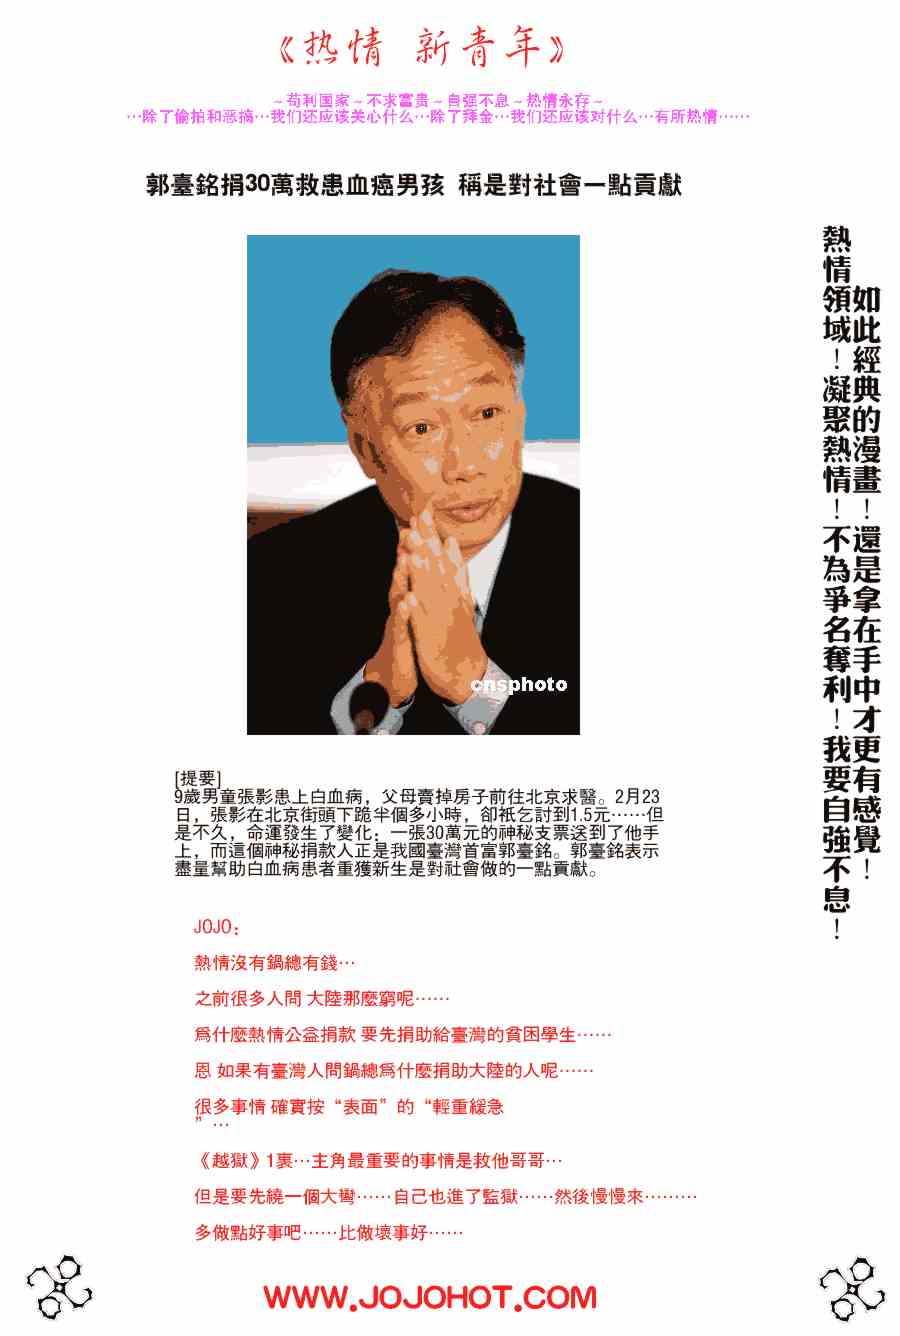 《热情 新青年》
~苟利国家~不求富贵~自强不息~热情永存~
…除了偷拍和恶搞…我们还应该关心什么…除了拜金…我们还应该对什么…有所热情……
郭臺銘捐30萬救患血癌男孩 稱是對社會一點貢獻
如此經典的漫畫！還是拿在手中才更有感覺！
熱情領域！凝聚熱情！不為爭名奪利！我要自強不息！
cnsphoto
[提要]
9歲男童張影患上白血病，父母賣掉房子前往北京求醫。2月23
日，張影在北京街頭下跪半個多小時，卻衹乞討到1.5元……但
是不久，命運發生了變化：一張30萬元的神秘支票送到了他手
上，而這個神秘捐款人正是我國臺灣首富郭臺銘。郭臺銘表示
盡量幫助白血病患者重獲新生是對社會做的一點貢獻。
JOJO：
熱情沒有鍋總有錢…
之前很多人問 大陸那麼窮呢……
爲什麼熱情公益捐款 要先捐助給臺灣的貧困學生……
恩 如果有臺灣人問鍋總爲什麼捐助大陸的人呢……
很多事情 確實按“表面”的“輕重緩急
”…
《越獄》1裏…主角最重要的事情是救他哥哥…
但是要先繞一個大彎……自己也進了監獄……然後慢慢來………
多做點好事吧……比做壞事好……
WWW.JOJOHOT.COM